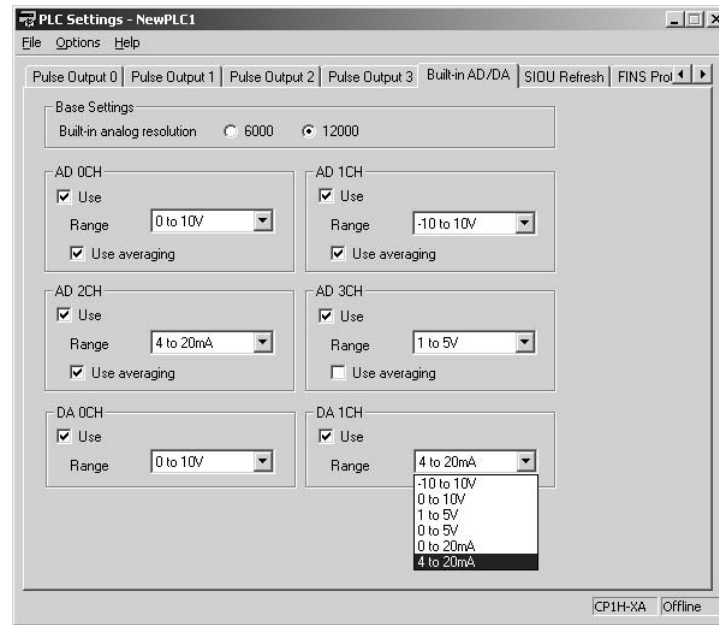 PLC Settings - NewPLC1
File Options Help
Pulse Output 0 Pulse Output 1 Pulse Output 2 Pulse Output 3 Built-in AD/DA SIOU Refresh FINS Prot
Base Settings
Built-in analog resolution 6000 12000
AD 0CH
Use
Range 0 to 10V
Use averaging
AD 1CH
Use
Range -10 to 10V
Use averaging
AD 2CH
Use
Range 4 to 20mA
Use averaging
AD 3CH
Use
Range 1 to 5V
Use averaging
DA 0CH
Use
Range 0 to 10V
DA 1CH
Use
Range 4 to 20mA
-10 to 10V
0 to 10V
1 to 5V
0 to 5V
0 to 20mA
4 to 20mA
CP1H-XA Offline